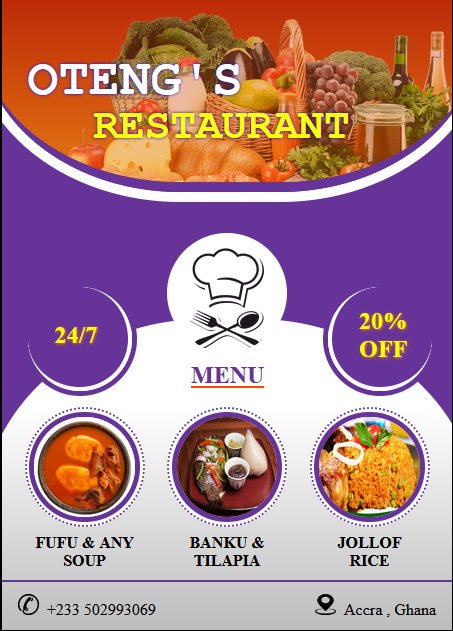 OTENG'S
RESTAURANT
24/7
20%
OFF
MENU
FUFU & ANY
SOUP
BANKU &
TILAPIA
JOLLOF
RICE
+233 502993069
Accra , Ghana